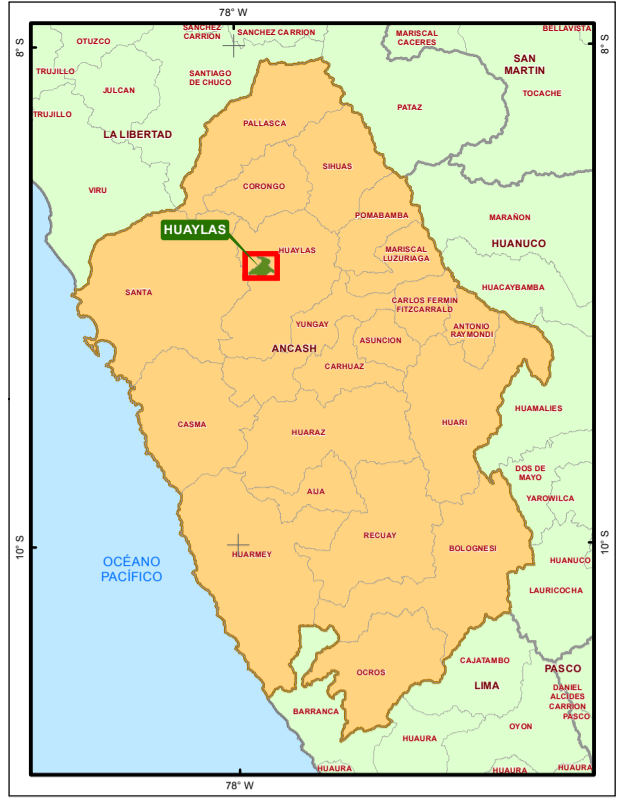 78° W
8° S
8° S
OTUZCO
SANCHEZ
CARRIÓN
SANCHEZ CARRION
MARISCAL
CACERES
BELLAVISTA
SAN
MARTIN
TRUJILLO
JULCAN
SANTIAGO
DE CHUCO
TOCACHE
TRUJILLO
PATAZ
PALLASCA
LA LIBERTAD
SIHUAS
VIRU
CORONGO
POMABAMBA
MARAÑON
HUAYLAS
HUANUCO
HUAYLAS
MARISCAL
LUZURIAGA
SANTA
HUACAYBAMBA
CARLOS FERMIN
FITZCARRALD
YUNGAY
ANTONIO
RAYMONDI
ANCASH
ASUNCION
CARHUAZ
HUAMALIES
CASMA
HUARAZ
HUARI
DOS DE
MAYO
AIJA
YAROWILCA
RECUAY
HUARMEY
BOLOGNESI
10° S
10° S
OCÉANO
PACÍFICO
HUANUCO
LAURICOCHA
OCROS
CAJATAMBO
PASCO
LIMA
DANIEL
ALCIDES
CARRION
PASCO
BARRANCA
OYON
HUAURA
HUAURA
HUAURA
HUAURA
78° W